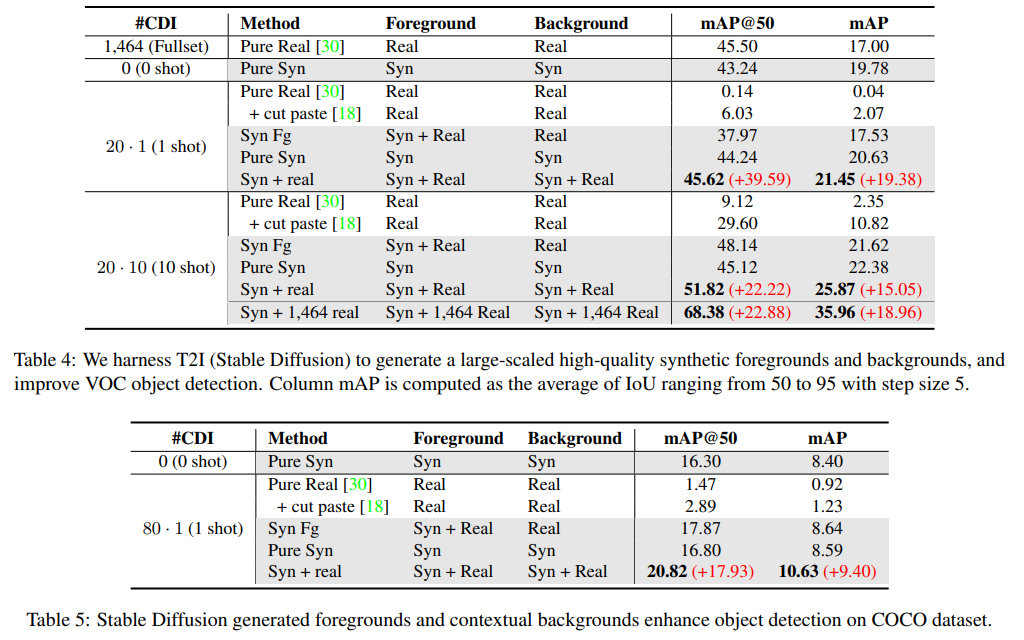 #CDI Method Foreground Background mAP@50 mAP
1,464 (Fullset) Pure Real [30] Real Real 45.50 17.00
0 (0 shot) Pure Syn Syn Syn 43.24 19.78
Pure Real [30] Real Real 0.14 0.04
+ cut paste [18] Real Real 6.03 2.07
20 · 1 (1 shot) Syn Fg Syn + Real Real 37.97 17.53
Pure Syn Syn Syn 44.24 20.63
Syn + real Syn + Real Syn + Real 45.62 (+39.59) 21.45 (+19.38)
Pure Real [30] Real Real 9.12 2.35
+ cut paste [18] Real Real 29.60 10.82
Syn Fg Syn + Real Real 48.14 21.62
20 · 10 (10 shot) Pure Syn Syn Syn 45.12 22.38
Syn + real Syn + Real Syn + Real 51.82 (+22.22) 25.87 (+15.05)
Syn + 1,464 real Syn + 1,464 Real Syn + 1,464 Real 68.38 (+22.88) 35.96 (+18.96)
Table 4: We harness T2I (Stable Diffusion) to generate a large-scaled high-quality synthetic foregrounds and backgrounds, and
improve VOC object detection. Column mAP is computed as the average of IoU ranging from 50 to 95 with step size 5.
#CDI Method Foreground Background mAP@50 mAP
0 (0 shot) Pure Syn Syn Syn 16.30 8.40
Pure Real [30] Real Real 1.47 0.92
+ cut paste [18] Real Real 2.89 1.23
80 · 1 (1 shot) Syn Fg Syn + Real Real 17.87 8.64
Pure Syn Syn Syn 16.80 8.59
Syn + real Syn + Real Syn + Real 20.82 (+17.93) 10.63 (+9.40)
Table 5: Stable Diffusion generated foregrounds and contextual backgrounds enhance object detection on COCO dataset.